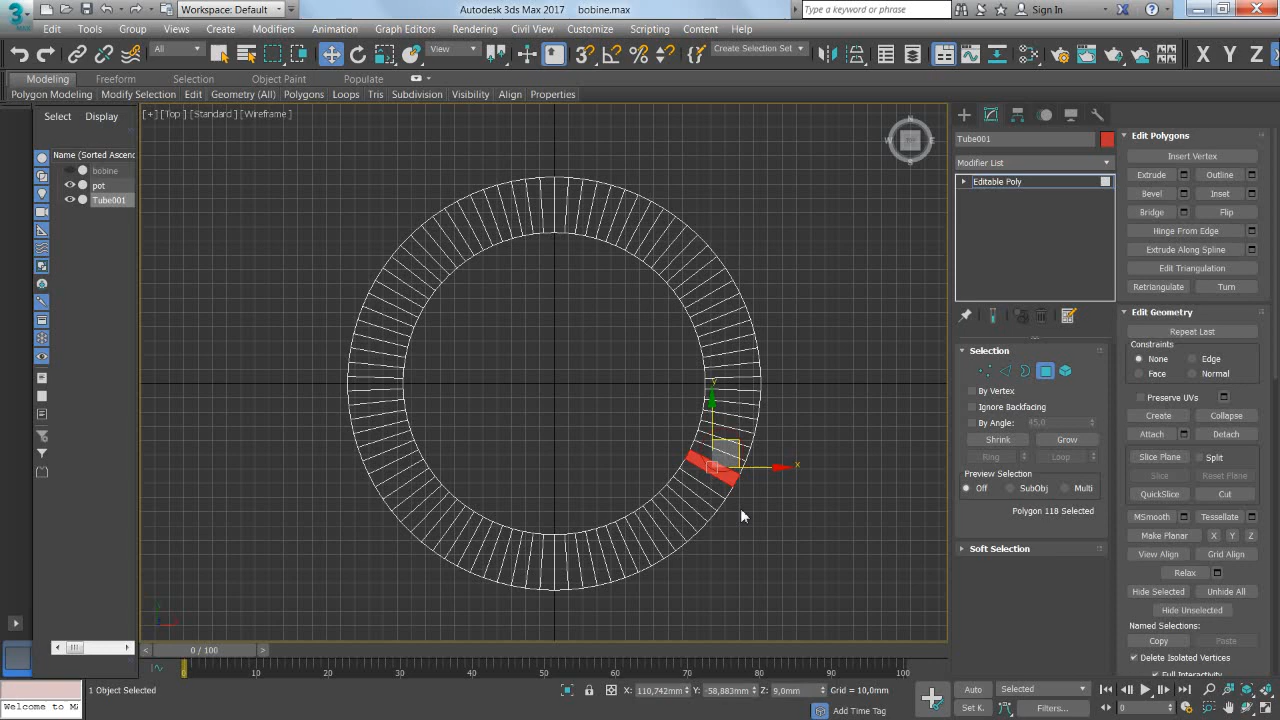 Workspace: Default
Autodesk 3ds Max 2017 bobine.max
Type a keyword or phrase
Sign In
MAX
Edit Tools Group Views Create Modifiers Animation Graph Editors Rendering Civil View Customize Scripting Content Help
All
View
Create Selection Set
X Y Z
Modeling Freeform Selection Object Paint Populate
Polygon Modeling Modify Selection Edit Geometry (All) Polygons Loops Tris Subdivision Visibility Align Properties
Select Display
[+] [Top ] [Standard ] [Wireframe ]
Name (Sorted Ascend
bobine
pot
Tube001
N
W E
S
y
x
Tube001
Modifier List
Editable Poly
Selection
By Vertex
Ignore Backfacing
By Angle: 45,0
Shrink Grow
Ring Loop
Preview Selection
Off SubObj Multi
Polygon 118 Selected
Soft Selection
Edit Polygons
Insert Vertex
Extrude Outline
Bevel Inset
Bridge Flip
Hinge From Edge
Extrude Along Spline
Edit Triangulation
Retriangulate Turn
Edit Geometry
Repeat Last
Constraints
None Edge
Face Normal
Preserve UVs
Create Collapse
Attach Detach
Slice Plane Split
Slice Reset Plane
QuickSlice Cut
MSmooth Tessellate
Make Planar X Y Z
View Align Grid Align
Relax
Hide Selected Unhide All
Hide Unselected
Named Selections:
Copy Paste
Delete Isolated Vertices
Full Interactivity
0 / 100
0 10 20 30 40 50 60 70 80 90 100
1 Object Selected
X: 110,742mm Y: -58,883mm Z: 9,0mm Grid = 10,0mm
Auto Selected
Welcome to M
Add Time Tag
Set K. Filters... 0